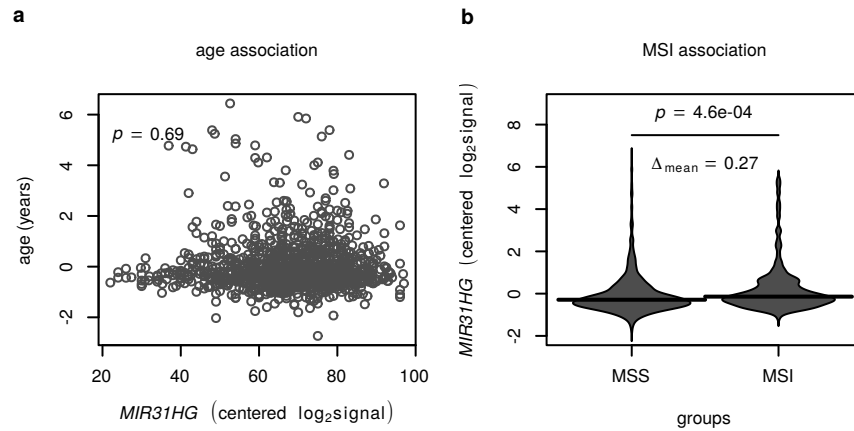 a
age association
p = 0.69
age (years)
6
4
2
0
-2
20 40 60 80 100
MIR31HG (centered log₂signal)
b
MSI association
MIR31HG (centered log₂signal)
8
6
4
2
0
-2
p = 4.6e-04
Δmean = 0.27
MSS MSI
groups